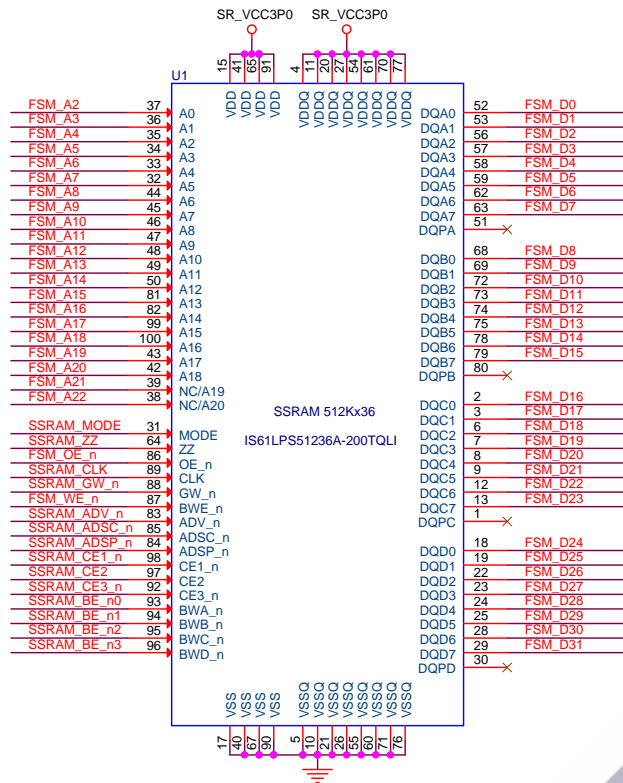 SR_VCC3P0 SR_VCC3P0
15 41 65 91 4 11 20 27 54 61 70 77
U1
VDD VDD VDD VDD VDDQ VDDQ VDDQ VDDQ VDDQ VDDQ VDDQ VDDQ
FSM_A2 37 A0 DQA0 52 FSM_D0
FSM_A3 36 A1 DQA1 53 FSM_D1
FSM_A4 35 A2 DQA2 56 FSM_D2
FSM_A5 34 A3 DQA3 57 FSM_D3
FSM_A6 33 A4 DQA4 58 FSM_D4
FSM_A7 32 A5 DQA5 59 FSM_D5
FSM_A8 44 A6 DQA6 62 FSM_D6
FSM_A9 45 A7 DQA7 63 FSM_D7
FSM_A10 46 A8 DQPA 51
FSM_A11 47 A9
FSM_A12 48 A10 DQB0 68 FSM_D8
FSM_A13 49 A11 DQB1 69 FSM_D9
FSM_A14 50 A12 DQB2 72 FSM_D10
FSM_A15 81 A13 DQB3 73 FSM_D11
FSM_A16 82 A14 DQB4 74 FSM_D12
FSM_A17 99 A15 DQB5 75 FSM_D13
FSM_A18 100 A16 DQB6 78 FSM_D14
FSM_A19 43 A17 DQB7 79 FSM_D15
FSM_A20 42 A18 DQPB 80
FSM_A21 39 NC/A19
FSM_A22 38 NC/A20 DQC0 2 FSM_D16
SSRAM 512Kx36 DQC1 3 FSM_D17
SSRAM_MODE 31 MODE DQC2 6 FSM_D18
SSRAM_ZZ 64 ZZ IS61LPS51236A-200TQLI DQC3 7 FSM_D19
FSM_OE_n 86 OE_n DQC4 8 FSM_D20
SSRAM_CLK 89 CLK DQC5 9 FSM_D21
SSRAM_GW_n 88 GW_n DQC6 12 FSM_D22
FSM_WE_n 87 BWE_n DQC7 13 FSM_D23
SSRAM_ADV_n 83 ADV_n DQPC 1
SSRAM_ADSC_n 85 ADSC_n
SSRAM_ADSP_n 84 ADSP_n DQD0 18 FSM_D24
SSRAM_CE1_n 98 CE1_n DQD1 19 FSM_D25
SSRAM_CE2 97 CE2 DQD2 22 FSM_D26
SSRAM_CE3_n 92 CE3_n DQD3 23 FSM_D27
SSRAM_BE_n0 93 BWA_n DQD4 24 FSM_D28
SSRAM_BE_n1 94 BWB_n DQD5 25 FSM_D29
SSRAM_BE_n2 95 BWC_n DQD6 28 FSM_D30
SSRAM_BE_n3 96 BWD_n DQD7 29 FSM_D31
DQPD 30
VSS VSS VSS VSS VSSQ VSSQ VSSQ VSSQ VSSQ VSSQ VSSQ VSSQ
17 40 67 90 5 10 21 26 55 60 71 76